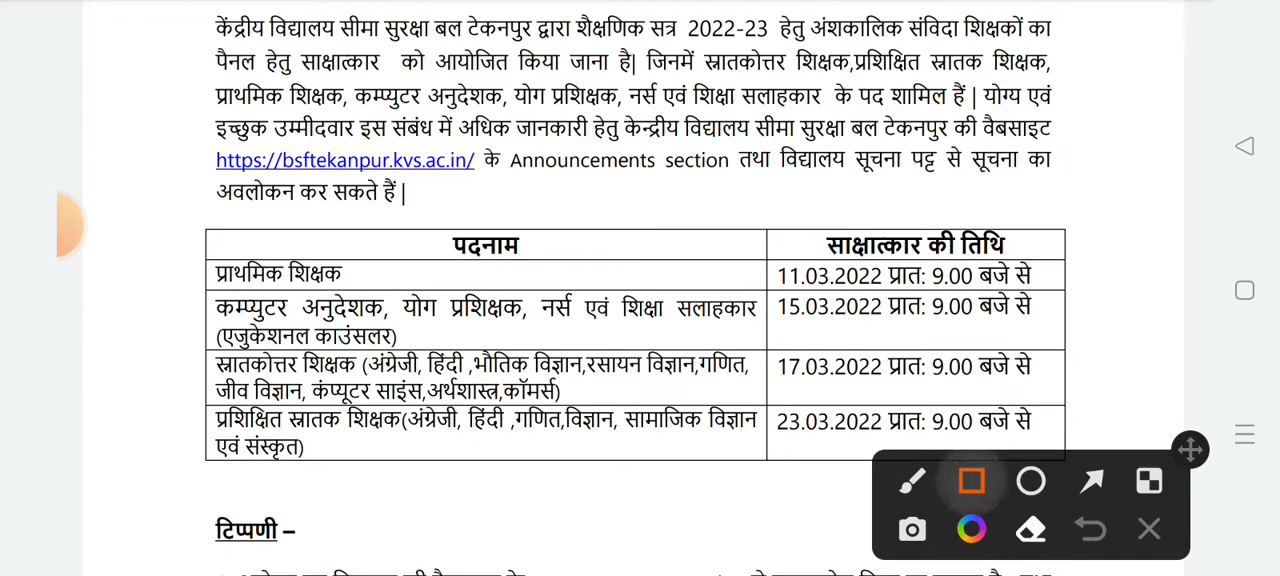 केंद्रीय विद्यालय सीमा सुरक्षा बल टेकनपुर द्वारा शैक्षणिक सत्र 2022-23 हेतु अंशकालिक संविदा शिक्षकों का
पैनल हेतु साक्षात्कार को आयोजित किया जाना है| जिनमें स्नातकोत्तर शिक्षक,प्रशिक्षित स्नातक शिक्षक,
प्राथमिक शिक्षक, कम्प्युटर अनुदेशक, योग प्रशिक्षक, नर्स एवं शिक्षा सलाहकार के पद शामिल हैं | योग्य एवं
इच्छुक उम्मीदवार इस संबंध में अधिक जानकारी हेतु केन्द्रीय विद्यालय सीमा सुरक्षा बल टेकनपुर की वैबसाइट
https://bsftekanpur.kvs.ac.in/ के Announcements section तथा विद्यालय सूचना पट्ट से सूचना का
अवलोकन कर सकते हैं |
पदनाम साक्षात्कार की तिथि
प्राथमिक शिक्षक 11.03.2022 प्रात: 9.00 बजे से
कम्प्युटर अनुदेशक, योग प्रशिक्षक, नर्स एवं शिक्षा सलाहकार 15.03.2022 प्रात: 9.00 बजे से
(एजुकेशनल काउंसलर)
स्नातकोत्तर शिक्षक (अंग्रेजी, हिंदी ,भौतिक विज्ञान,रसायन विज्ञान,गणित, 17.03.2022 प्रात: 9.00 बजे से
जीव विज्ञान, कंप्यूटर साइंस,अर्थशास्त्र,कॉमर्स)
प्रशिक्षित स्नातक शिक्षक(अंग्रेजी, हिंदी ,गणित,विज्ञान, सामाजिक विज्ञान 23.03.2022 प्रात: 9.00 बजे से
एवं संस्कृत)
टिप्पणी –